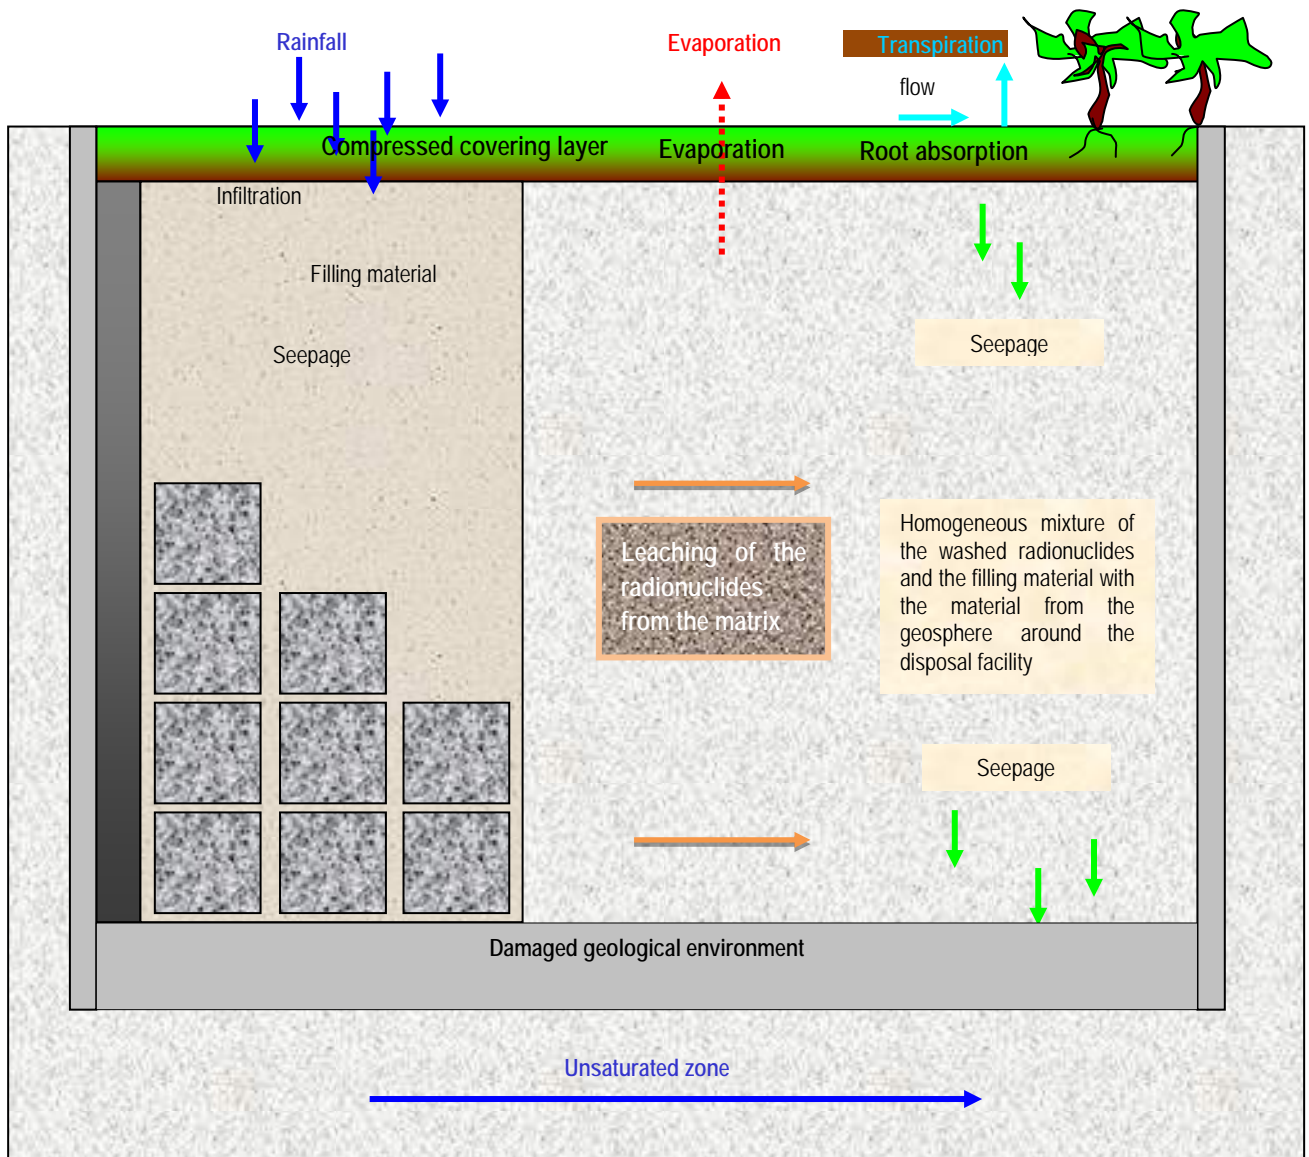 Rainfall
Evaporation
Transpiration
flow
Compressed covering layer
Evaporation
Root absorption
Infiltration
Filling material
Seepage
Seepage
Leaching of the
radionuclides
from the matrix
Homogeneous mixture of
the washed radionuclides
and the filling material with
the material from the
geosphere around the
disposal facility
Seepage
Damaged geological environment
Unsaturated zone